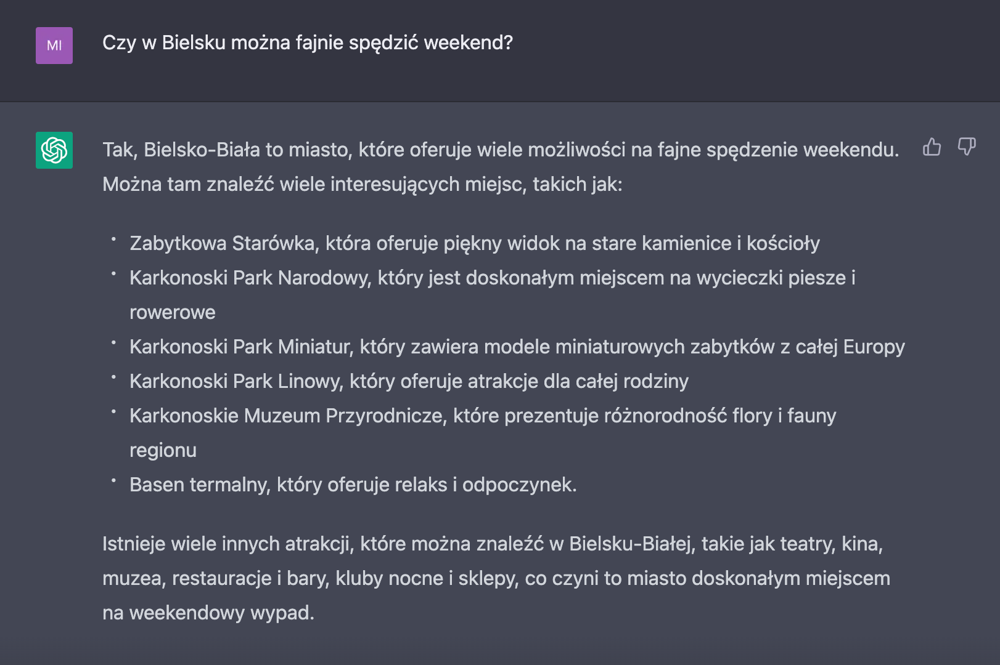 MI
Czy w Bielsku można fajnie spędzić weekend?
Tak, Bielsko-Biała to miasto, które oferuje wiele możliwości na fajne spędzenie weekendu.
Można tam znaleźć wiele interesujących miejsc, takich jak:
• Zabytkowa Starówka, która oferuje piękny widok na stare kamienice i kościoły
• Karkonoski Park Narodowy, który jest doskonałym miejscem na wycieczki piesze i
rowerowe
• Karkonoski Park Miniatur, który zawiera modele miniaturowych zabytków z całej Europy
• Karkonoski Park Linowy, który oferuje atrakcje dla całej rodziny
• Karkonoskie Muzeum Przyrodnicze, które prezentuje różnorodność flory i fauny
regionu
• Basen termalny, który oferuje relaks i odpoczynek.
Istnieje wiele innych atrakcji, które można znaleźć w Bielsku-Białej, takie jak teatry, kina,
muzea, restauracje i bary, kluby nocne i sklepy, co czyni to miasto doskonałym miejscem
na weekendowy wypad.